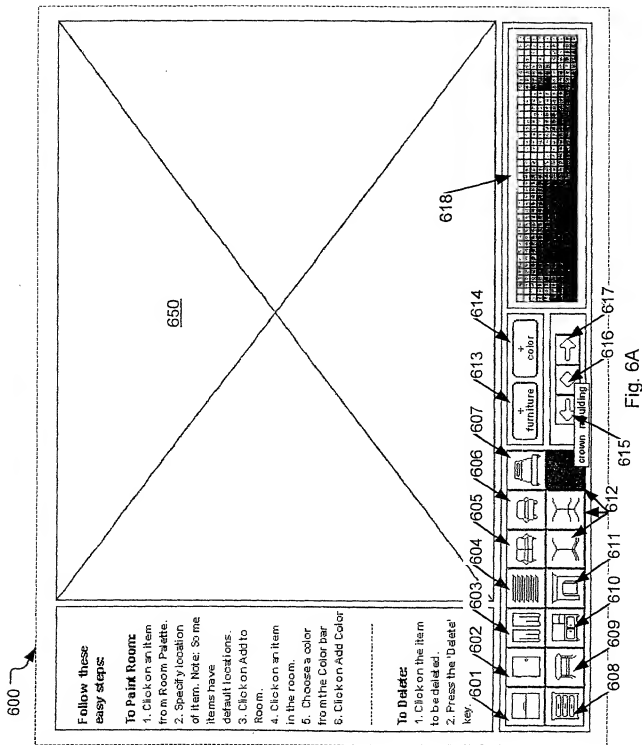 600
Follow these
easy steps:
To Paint Room:
1. Click on an item
from Room Palette.
2. Specify location
of item. Note: Some
items have
default locations.
3. Click on Add to
Room.
4. Click on an item
in the room.
5. Choose a color
from the Color bar
6. Click on Add Color
To Delete:
1. Click on the item
to be deleted.
2. Press the 'Delete'
key.
650
601
602
603
604
605
606
607
613
614
618
+
furniture
+
color
crown moulding
608
609
610
611
612
615
616
617
Fig. 6A